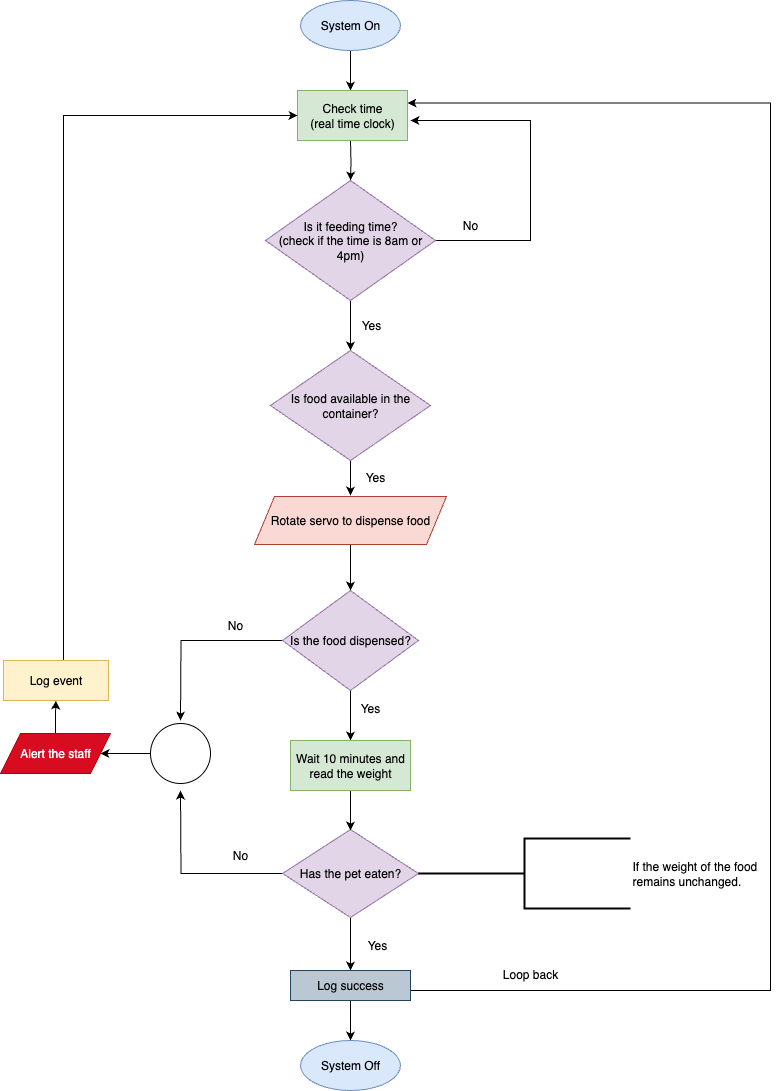 System On
Check time
(real time clock)
Is it feeding time?
(check if the time is 8am or
4pm)
No
Yes
Is food available in the
container?
Yes
Rotate servo to dispense food
No
Is the food dispensed?
Log event
Yes
Alert the staff
Wait 10 minutes and
read the weight
No
Has the pet eaten?
If the weight of the food
remains unchanged.
Yes
Loop back
Log success
System Off